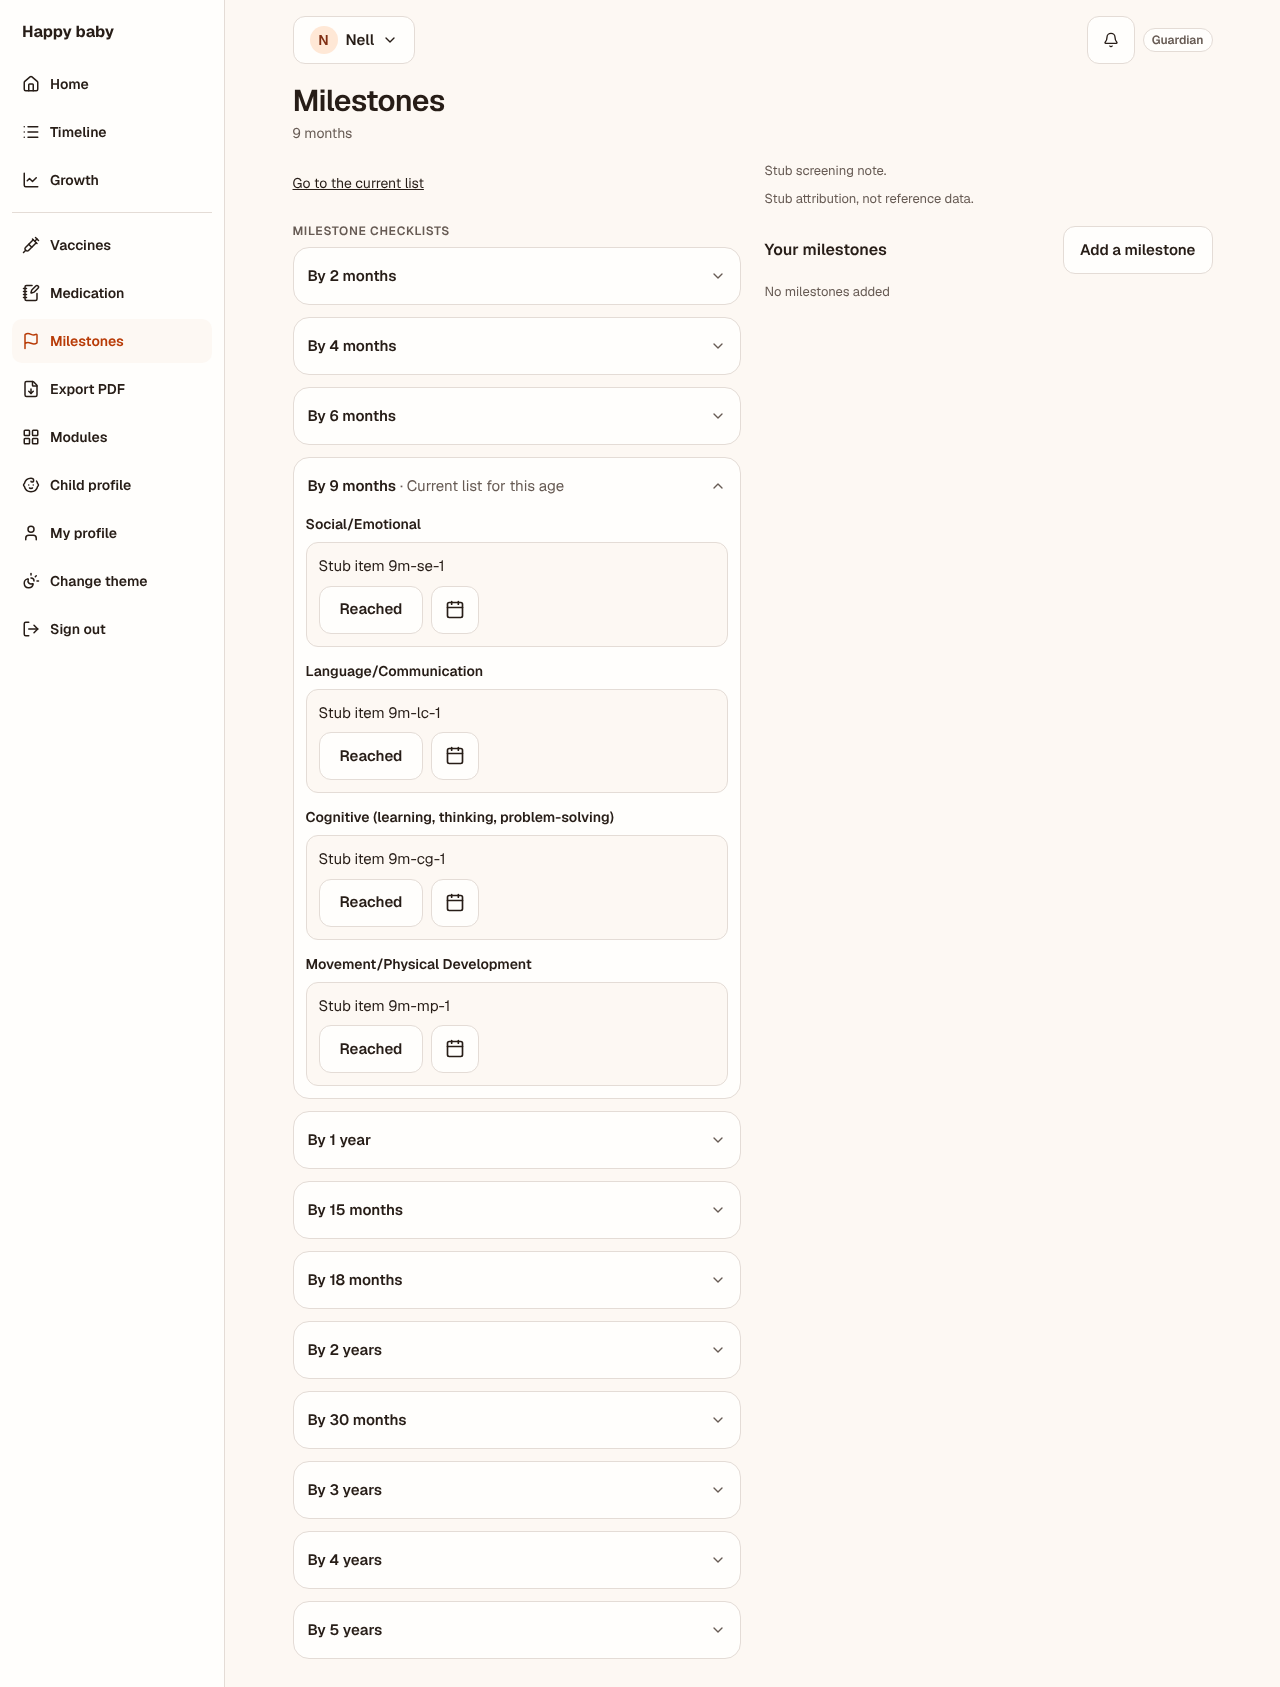 Happy baby
Home
Timeline
Growth
Vaccines
Medication
Milestones
Export PDF
Modules
Child profile
My profile
Change theme
Sign out
N Nell
Guardian
Milestones
9 months
Go to the current list
MILESTONE CHECKLISTS
By 2 months
By 4 months
By 6 months
By 9 months · Current list for this age
Social/Emotional
Stub item 9m-se-1
Reached
Language/Communication
Stub item 9m-lc-1
Reached
Cognitive (learning, thinking, problem-solving)
Stub item 9m-cg-1
Reached
Movement/Physical Development
Stub item 9m-mp-1
Reached
By 1 year
By 15 months
By 18 months
By 2 years
By 30 months
By 3 years
By 4 years
By 5 years
Stub screening note.
Stub attribution, not reference data.
Your milestones
Add a milestone
No milestones added